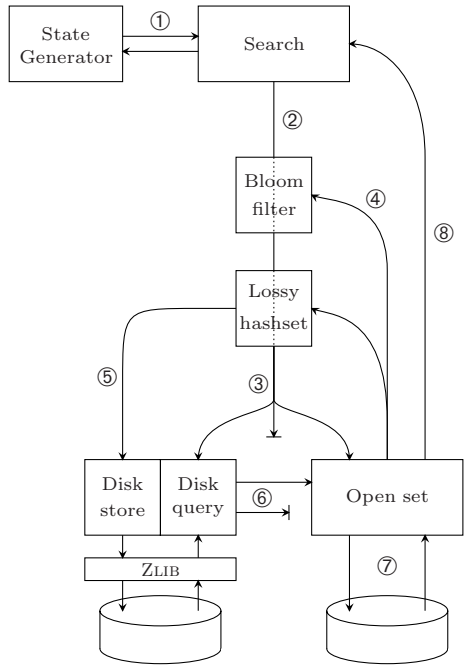 State
Generator
①
Search
②
Bloom
filter
④
⑧
Lossy
hashset
⑤
③
Disk
store
Disk
query
⑥
Open set
ZLIB
⑦